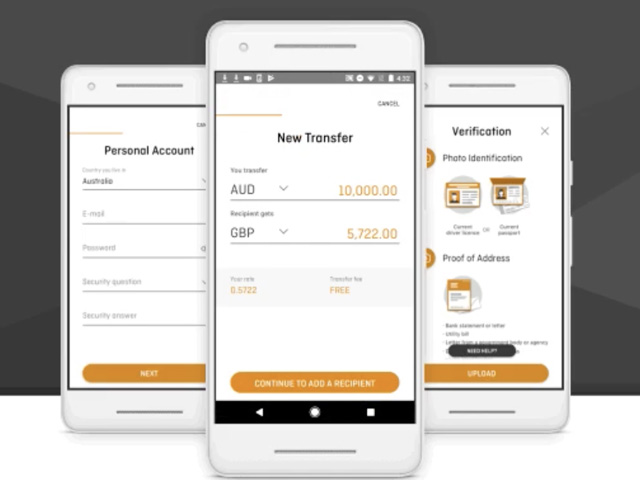 CAN
Personal Account
Country you live in
Australia
E-mail
Password
Security question
Security answer
NEXT
4:32
CANCEL
New Transfer
You transfer
AUD 10,000.00
Recipient gets
GBP 5,722.00
Your rate
0.5722
Transfer fee
FREE
CONTINUE TO ADD A RECIPIENT
Verification
Photo Identification
Current
driver licence
OR
Current
passport
Proof of Address
- Bank statement or letter
- Utility bill
- Letter from a government body or agency
NEED HELP?
UPLOAD